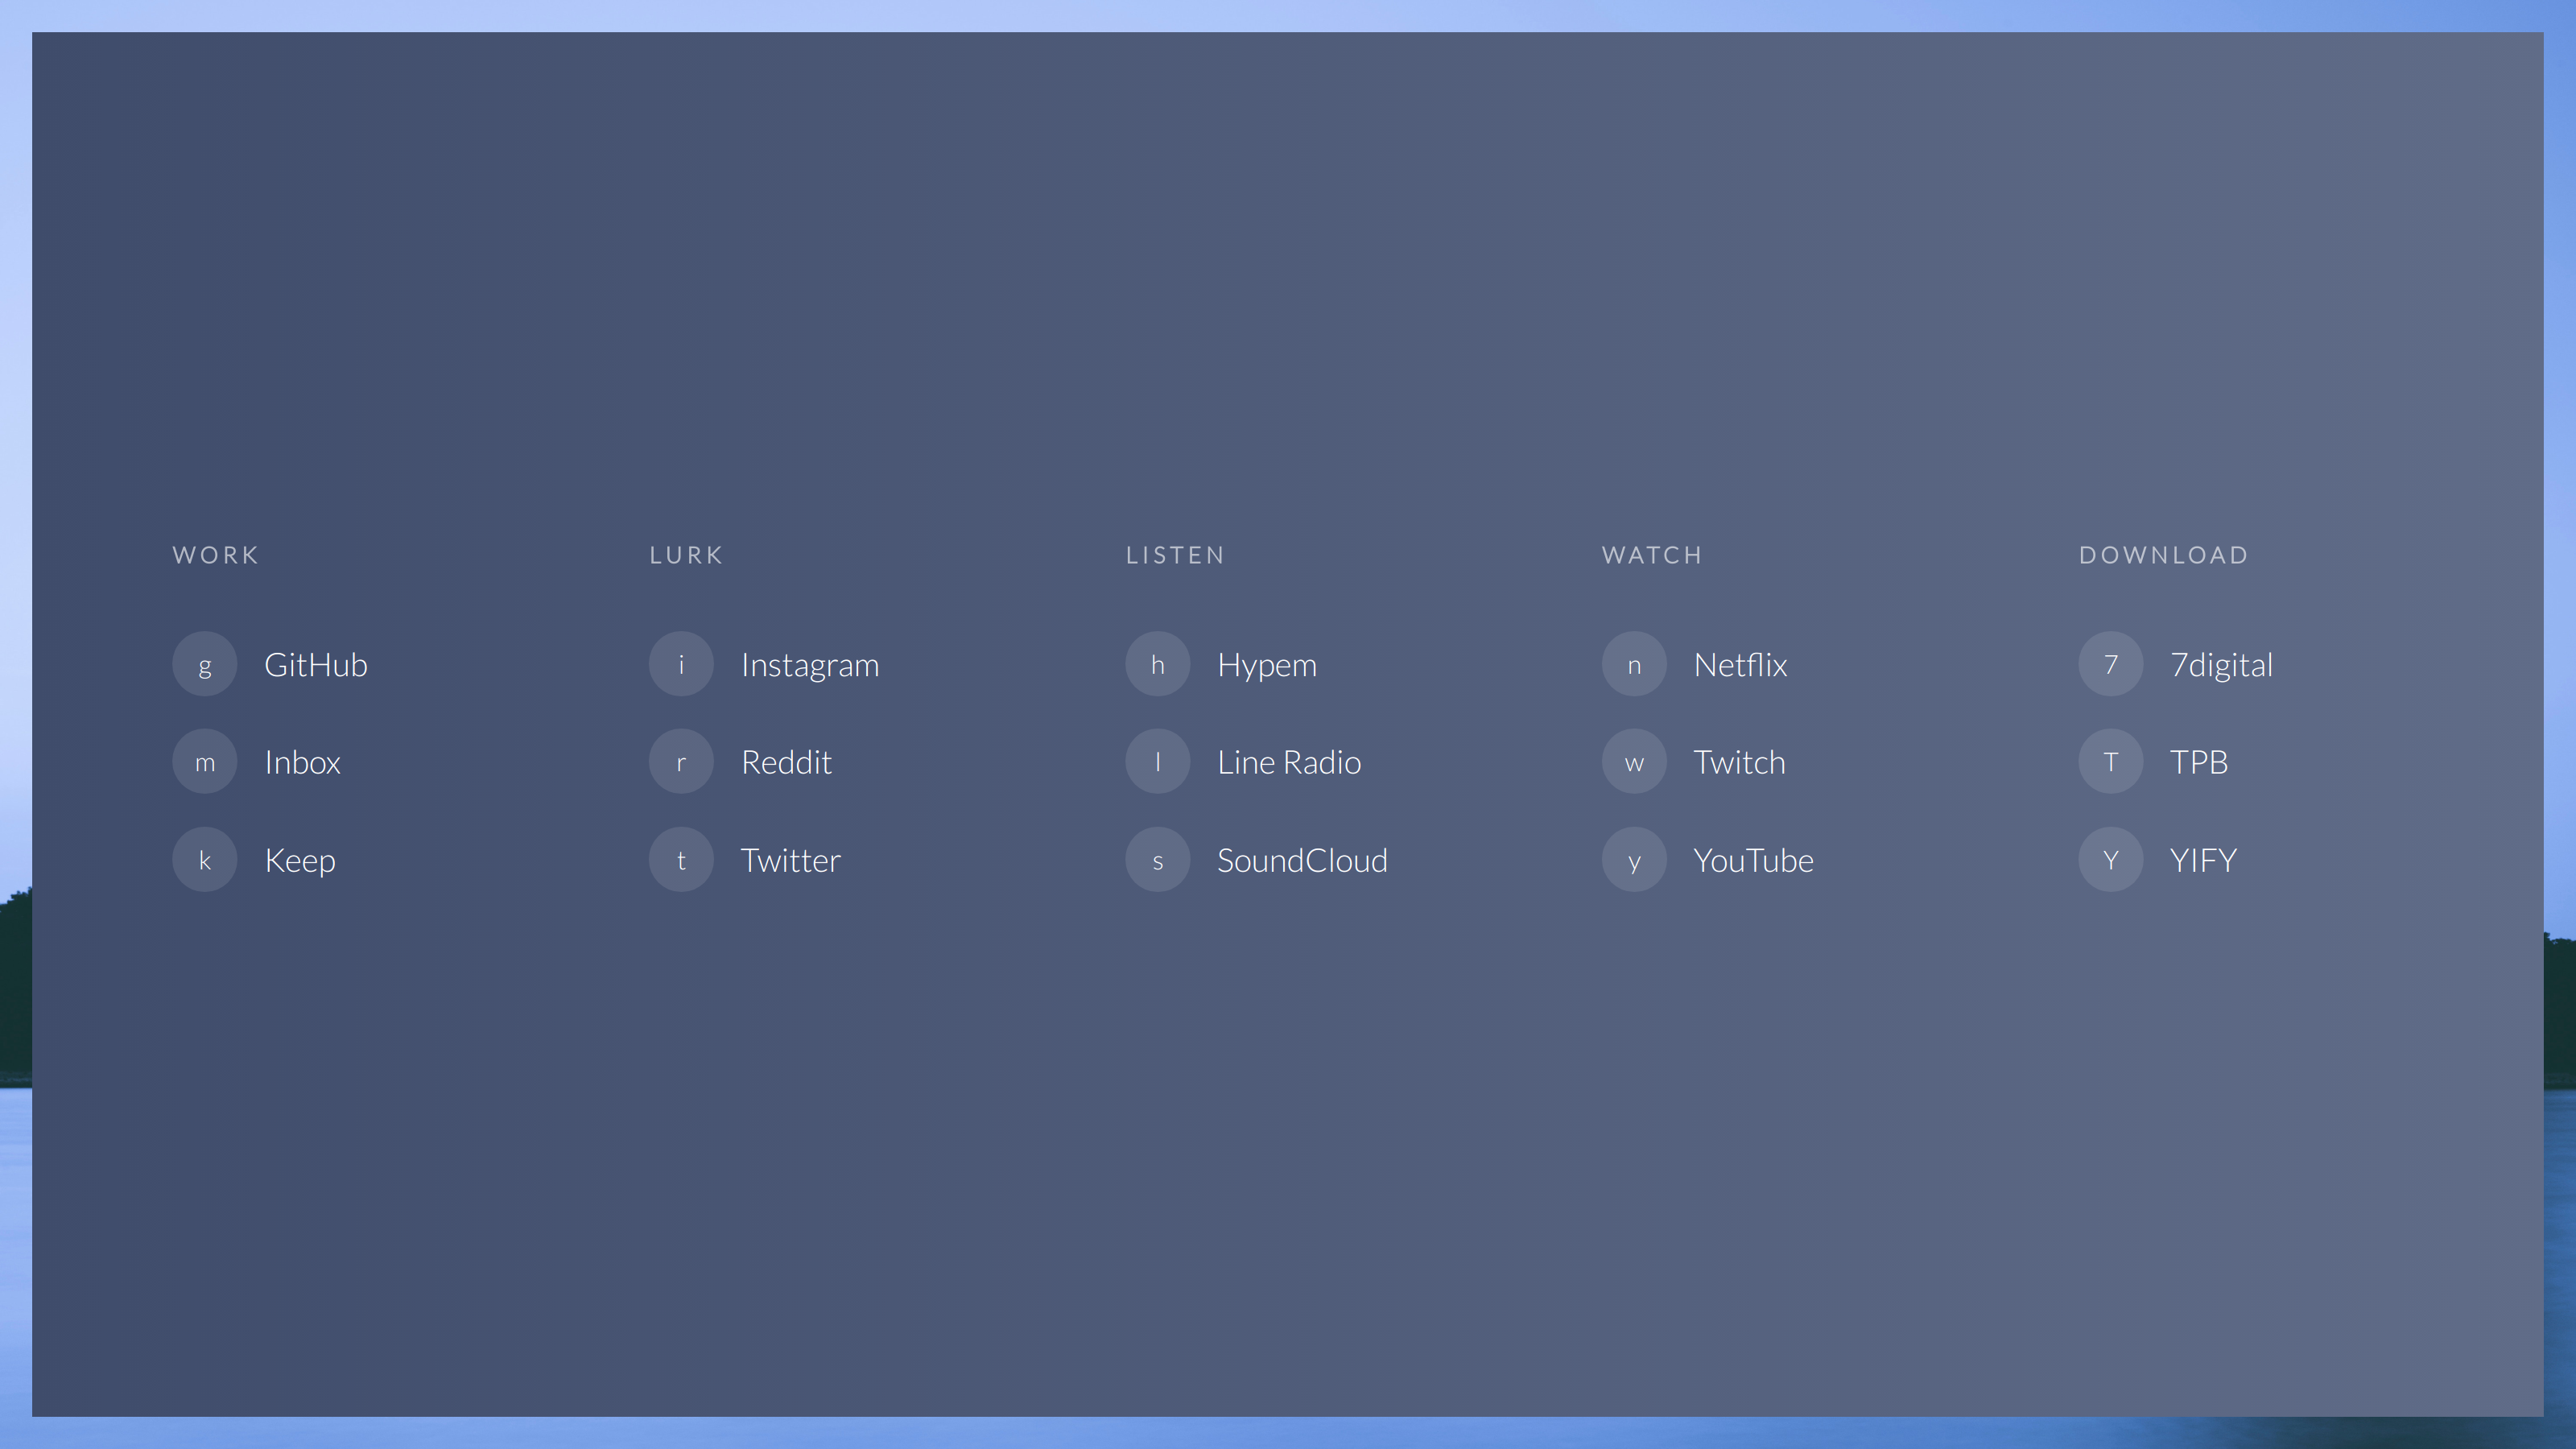 WORK
g GitHub
m Inbox
k Keep
LURK
i Instagram
r Reddit
t Twitter
LISTEN
h Hypem
l Line Radio
s SoundCloud
WATCH
n Netflix
w Twitch
y YouTube
DOWNLOAD
7 7digital
T TPB
Y YIFY